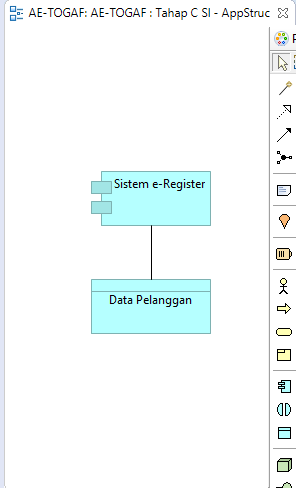 AE-TOGAF: AE-TOGAF : Tahap C SI - AppStruc
Sistem e-Register
Data Pelanggan